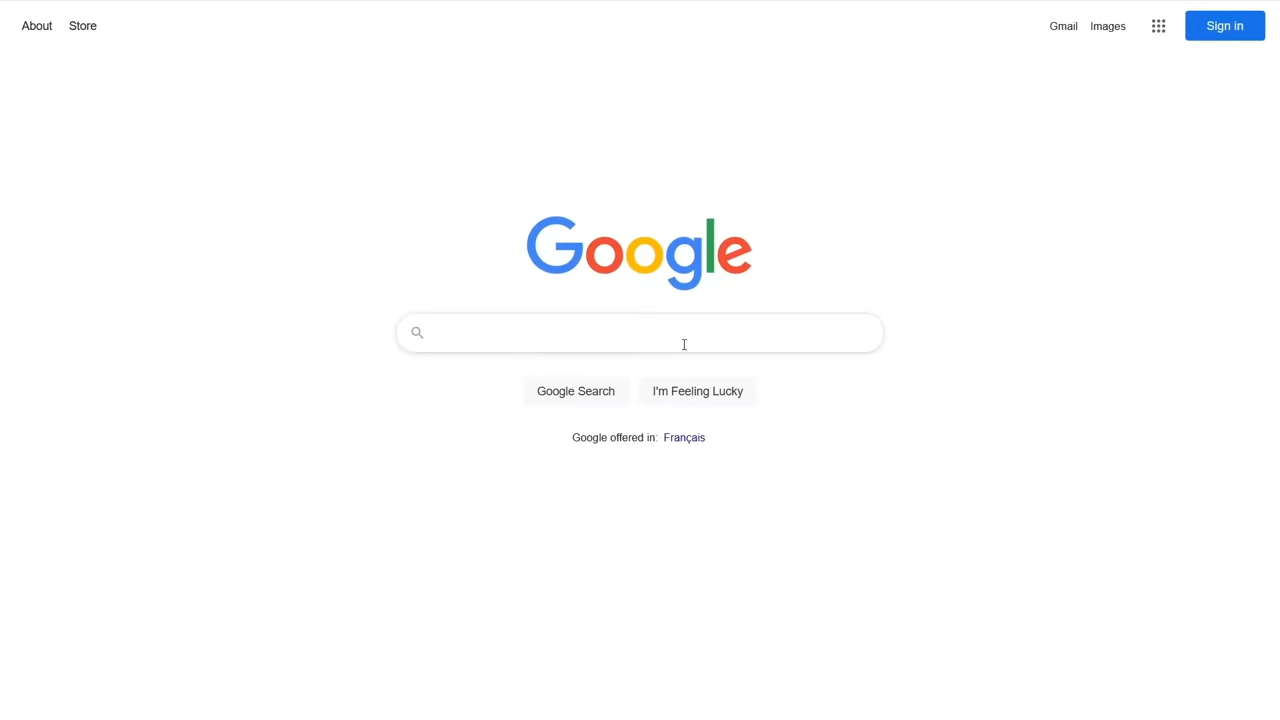 About Store Gmail Images Sign in
Google
Google Search I'm Feeling Lucky
Google offered in: Français